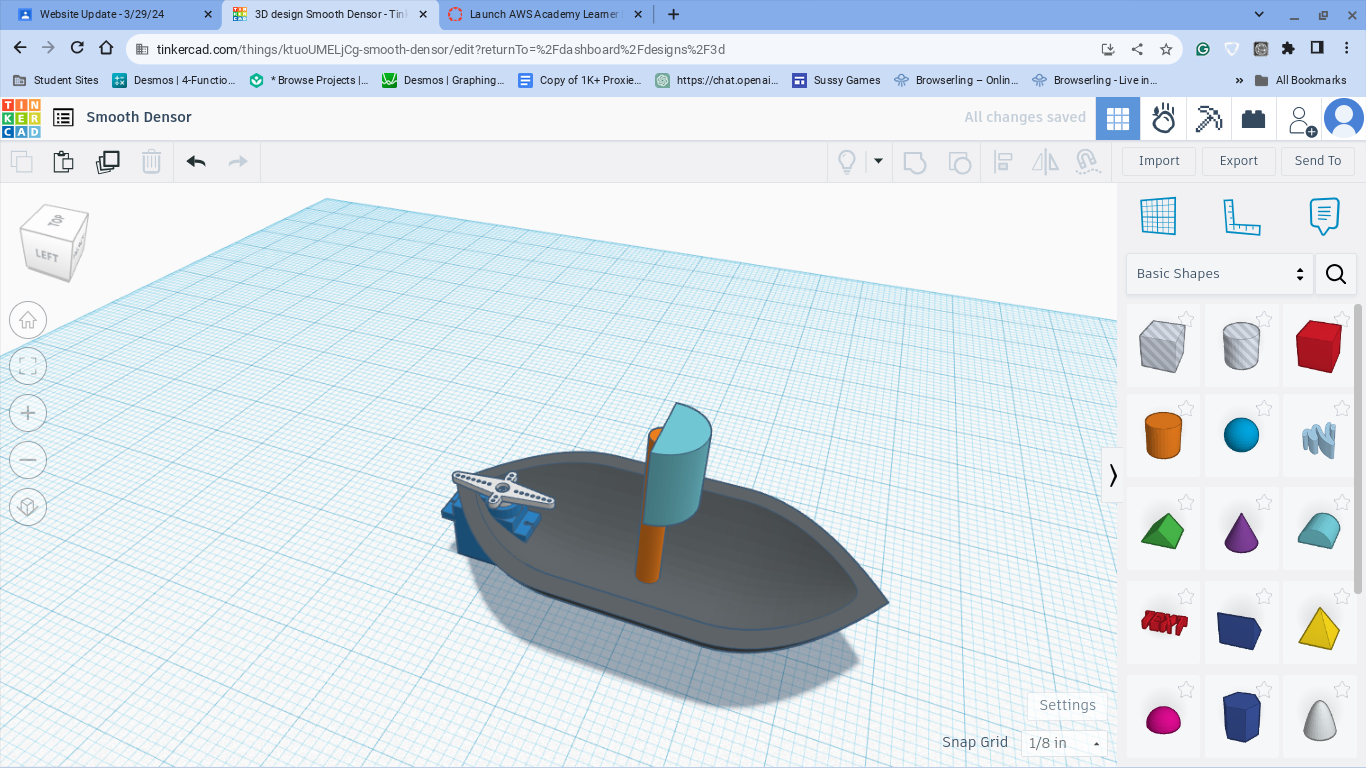 Website Update - 3/29/24
3D design Smooth Densor - Tin
Launch AWS Academy Learner
tinkercad.com/things/ktuoUMELjCg-smooth-densor/edit?returnTo=%2Fdashboard%2Fdesigns%2F3d
Student Sites
Desmos | 4-Functio...
* Browse Projects |...
Desmos | Graphing...
Copy of 1K+ Proxie...
https://chat.openai...
Sussy Games
Browserling – Onlin...
Browserling - Live in...
»
All Bookmarks
TIN
KER
CAD
Smooth Densor
All changes saved
Import
Export
Send To
TOP
LEFT
Basic Shapes
TEXT
Settings
Snap Grid
1/8 in